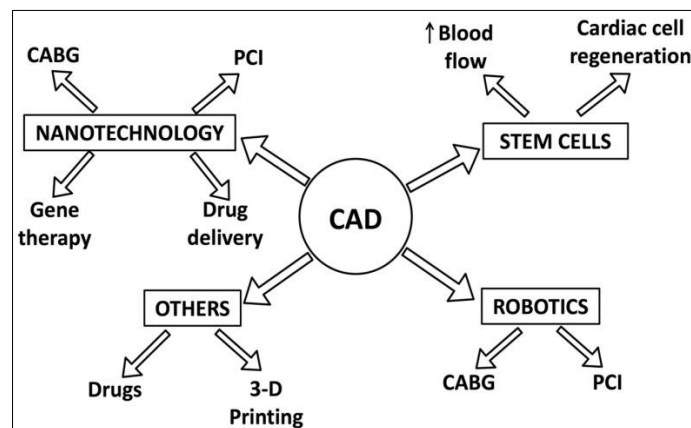 CABG
PCI
NANOTECHNOLOGY
Gene
therapy
Drug
delivery
↑Blood
flow
Cardiac cell
regeneration
STEM CELLS
CAD
OTHERS
Drugs
3-D
Printing
ROBOTICS
CABG
PCI